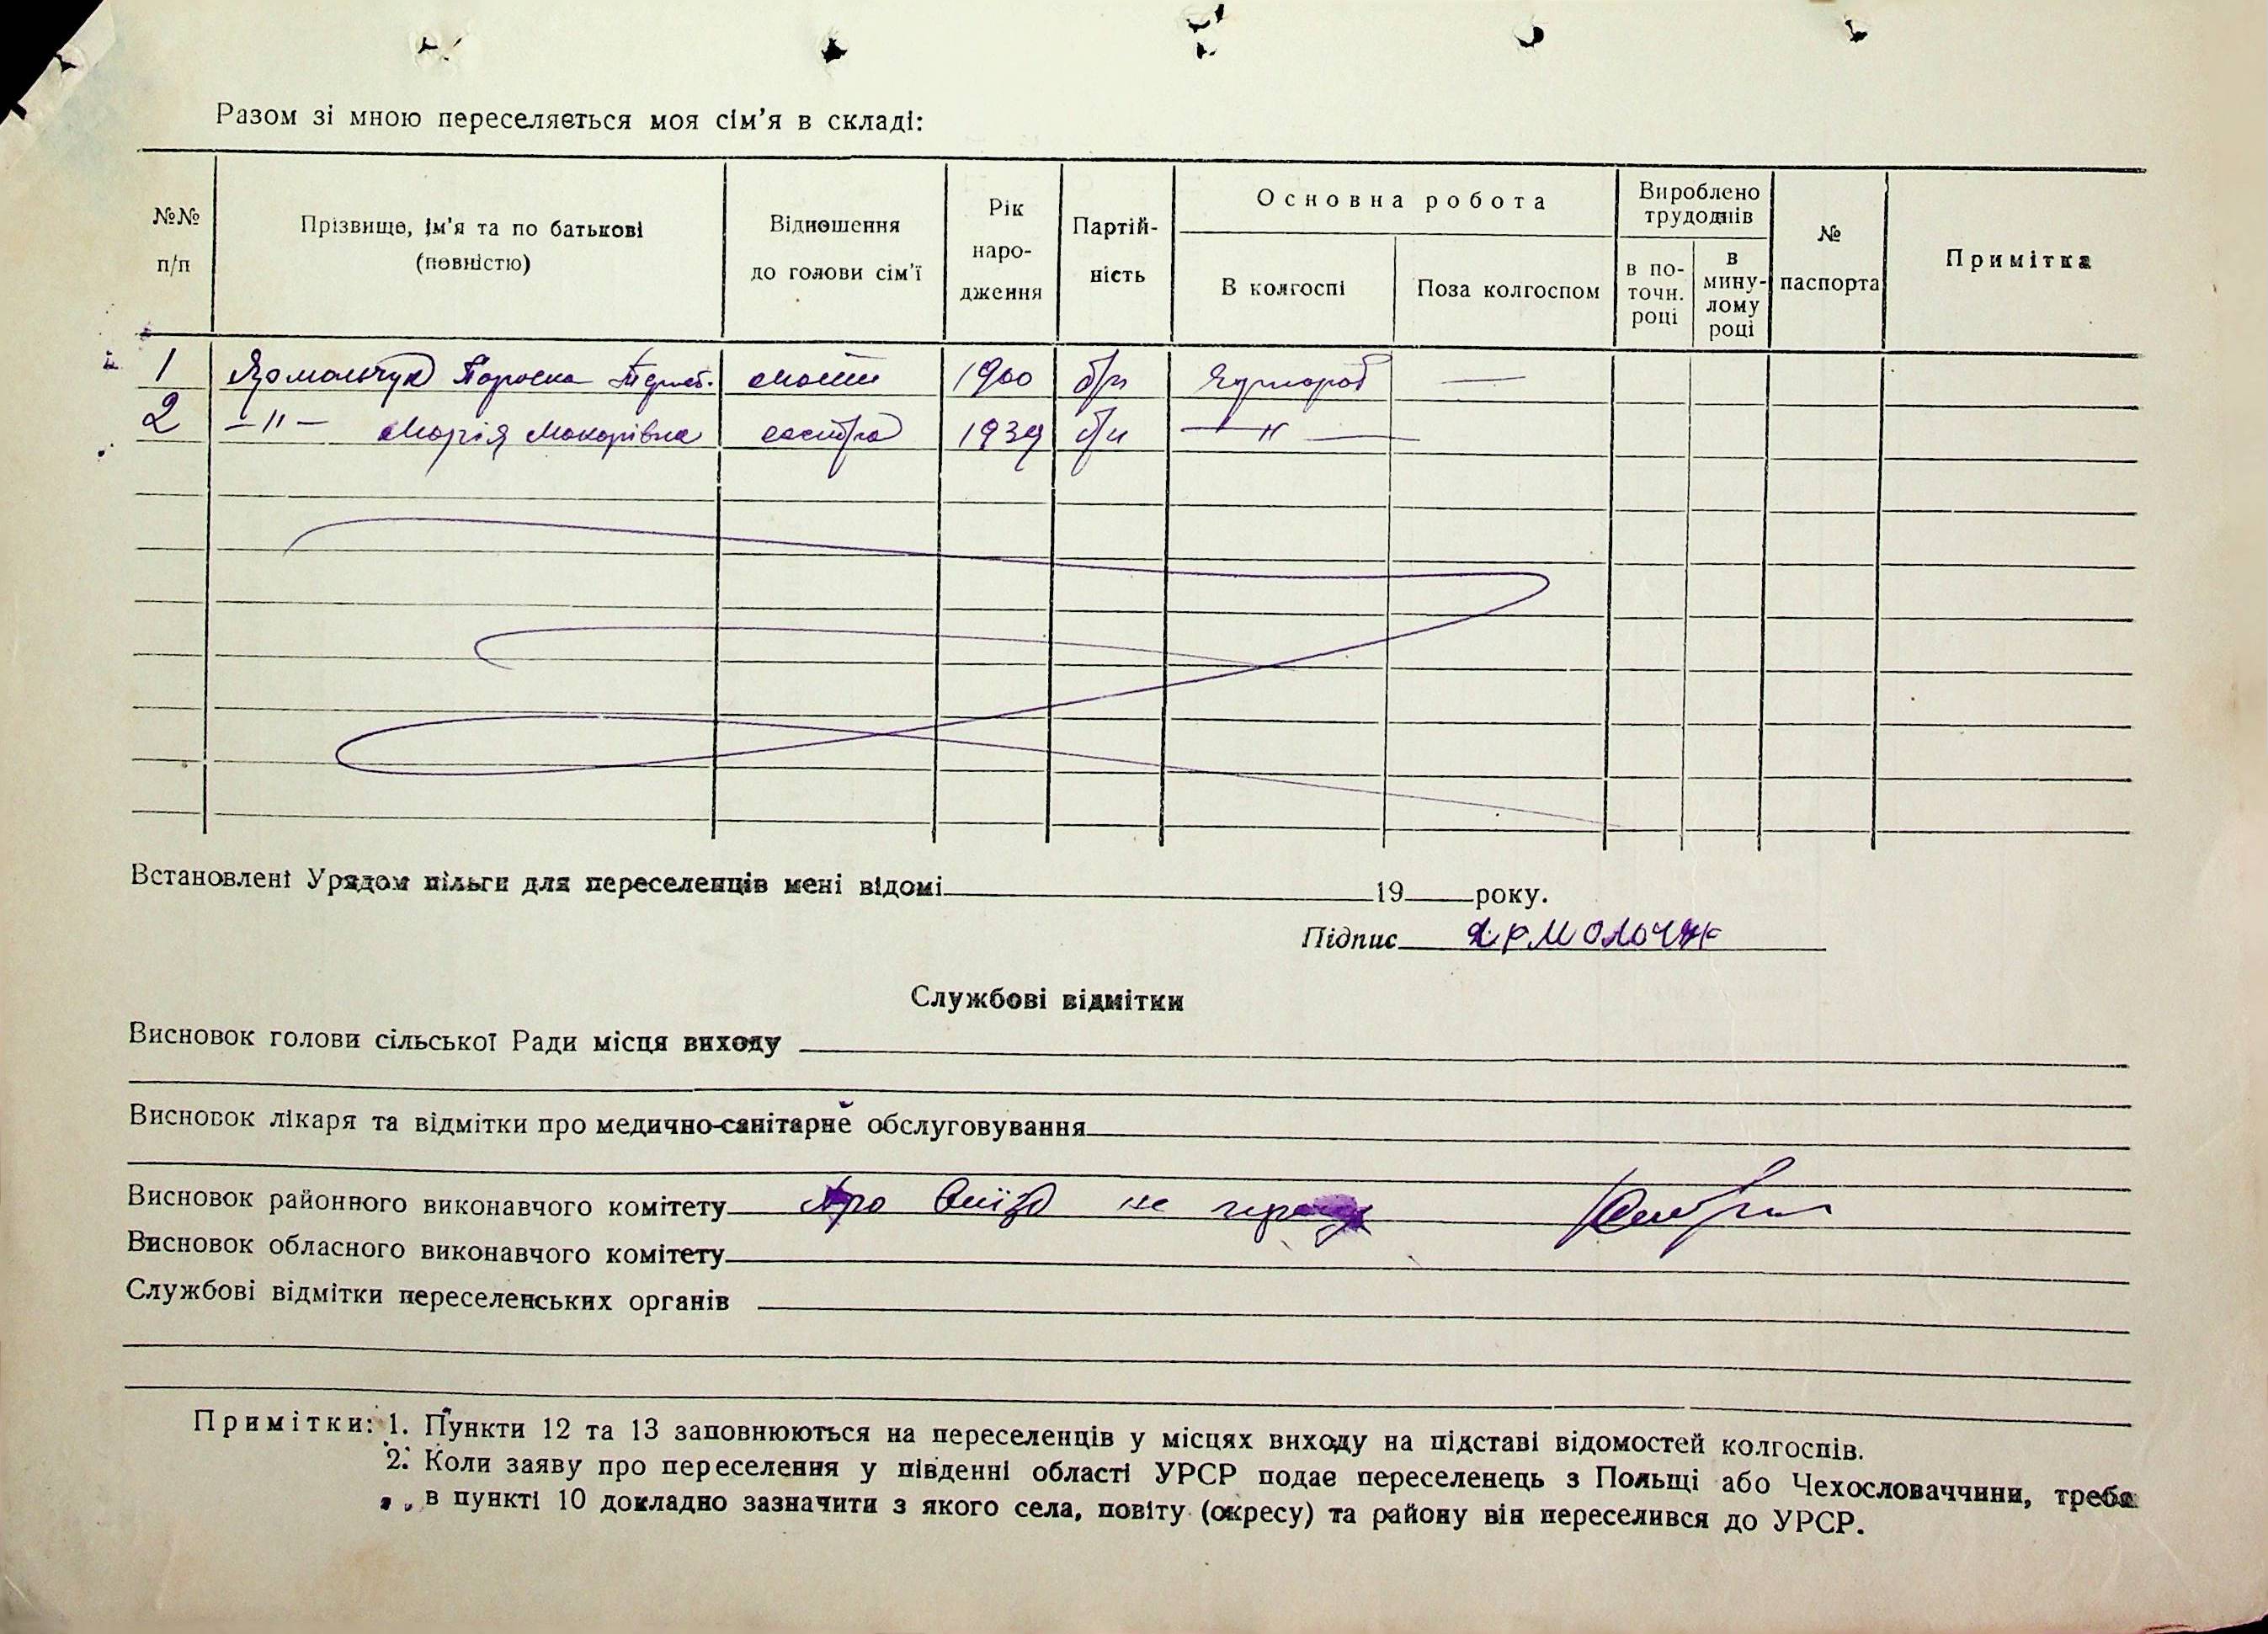 Разом зі мною переселяється моя сім'я в складі:
№№ п/п
Прізвище, ім'я та по батькові (повністю)
Відношення до голови сім'ї
Рік народження
Партійність
Основна робота
В колгоспі
Поза колгоспом
Вироблено трудоднів
в поточн. році
в минулому році
№ паспорта
Примітка
1 Ярмольчук мати 1900 б/п —
2 —〃— Марія Макарівна сестра 1939 б/п —〃—
Встановлені Урядом пільги для переселенців мені відомі 19 року.
Підпис Ярмольчук
Службові відмітки
Висновок голови сільської Ради місця виходу
Висновок лікаря та відмітки про медично-санітарне обслуговування
Висновок районного виконавчого комітету Про виїзд не
Висновок обласного виконавчого комітету
Службові відмітки переселенських органів
Примітки: 1. Пункти 12 та 13 заповнюються на переселенців у місцях виходу на підставі відомостей колгоспів.
2. Коли заяву про переселення у південні області УРСР подає переселенець з Польщі або Чехословаччини, треба
в пункті 10 докладно зазначити з якого села, повіту (окресу) та району він переселився до УРСР.